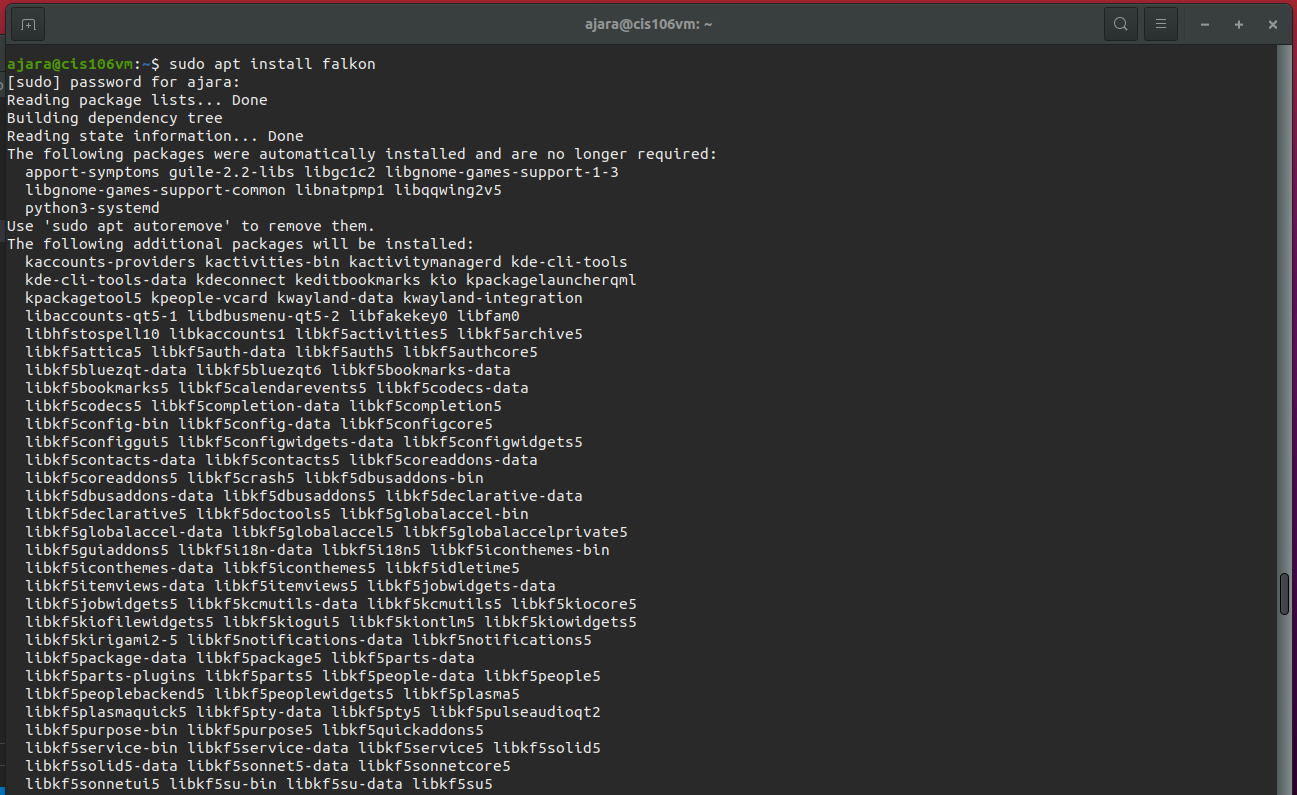 ajara@cis106vm: ~
ajara@cis106vm:~$ sudo apt install falkon
[sudo] password for ajara:
Reading package lists... Done
Building dependency tree
Reading state information... Done
The following packages were automatically installed and are no longer required:
  apport-symptoms guile-2.2-libs libgc1c2 libgnome-games-support-1-3
  libgnome-games-support-common libnatpmp1 libqqwing2v5
  python3-systemd
Use 'sudo apt autoremove' to remove them.
The following additional packages will be installed:
  kaccounts-providers kactivities-bin kactivitymanagerd kde-cli-tools
  kde-cli-tools-data kdeconnect keditbookmarks kio kpackagelauncherqml
  kpackagetool5 kpeople-vcard kwayland-data kwayland-integration
  libaccounts-qt5-1 libdbusmenu-qt5-2 libfakekey0 libfam0
  libhfstospell10 libkaccounts1 libkf5activities5 libkf5archive5
  libkf5attica5 libkf5auth-data libkf5auth5 libkf5authcore5
  libkf5bluezqt-data libkf5bluezqt6 libkf5bookmarks-data
  libkf5bookmarks5 libkf5calendarevents5 libkf5codecs-data
  libkf5codecs5 libkf5completion-data libkf5completion5
  libkf5config-bin libkf5config-data libkf5configcore5
  libkf5configgui5 libkf5configwidgets-data libkf5configwidgets5
  libkf5contacts-data libkf5contacts5 libkf5coreaddons-data
  libkf5coreaddons5 libkf5crash5 libkf5dbusaddons-bin
  libkf5dbusaddons-data libkf5dbusaddons5 libkf5declarative-data
  libkf5declarative5 libkf5doctools5 libkf5globalaccel-bin
  libkf5globalaccel-data libkf5globalaccel5 libkf5globalaccelprivate5
  libkf5guiaddons5 libkf5i18n-data libkf5i18n5 libkf5iconthemes-bin
  libkf5iconthemes-data libkf5iconthemes5 libkf5idletime5
  libkf5itemviews-data libkf5itemviews5 libkf5jobwidgets-data
  libkf5jobwidgets5 libkf5kcmutils-data libkf5kcmutils5 libkf5kiocore5
  libkf5kiofilewidgets5 libkf5kiogui5 libkf5kiontlm5 libkf5kiowidgets5
  libkf5kirigami2-5 libkf5notifications-data libkf5notifications5
  libkf5package-data libkf5package5 libkf5parts-data
  libkf5parts-plugins libkf5parts5 libkf5people-data libkf5people5
  libkf5peoplebackend5 libkf5peoplewidgets5 libkf5plasma5
  libkf5plasmaquick5 libkf5pty-data libkf5pty5 libkf5pulseaudioqt2
  libkf5purpose-bin libkf5purpose5 libkf5quickaddons5
  libkf5service-bin libkf5service-data libkf5service5 libkf5solid5
  libkf5solid5-data libkf5sonnet5-data libkf5sonnetcore5
  libkf5sonnetui5 libkf5su-bin libkf5su-data libkf5su5